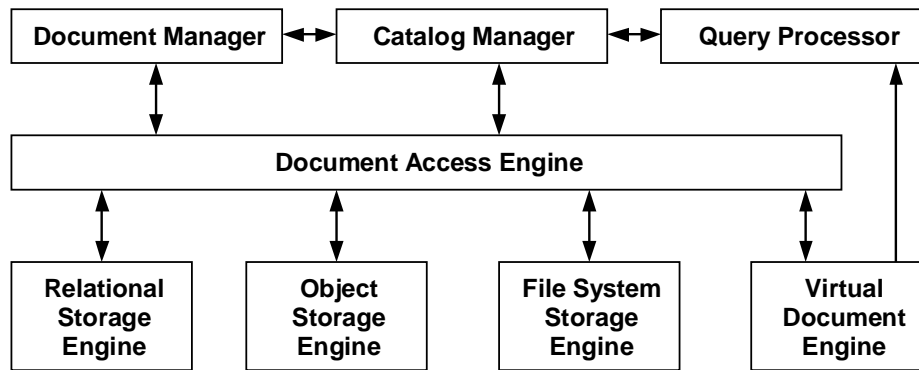 Document Manager
Catalog Manager
Query Processor
Document Access Engine
Relational
Storage
Engine
Object
Storage
Engine
File System
Storage
Engine
Virtual
Document
Engine